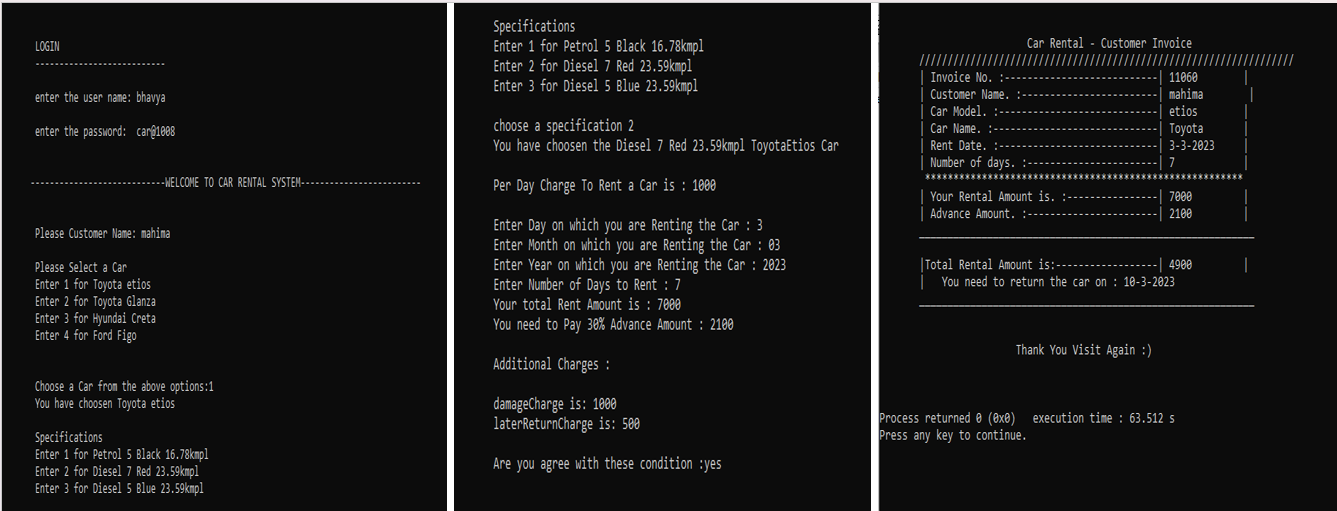 LOGIN
---------------------------
enter the user name: bhavya
enter the password:  car@1008
----------------------------WELCOME TO CAR RENTAL SYSTEM-------------------------
Please Customer Name: mahima
Please Select a Car
Enter 1 for Toyota etios
Enter 2 for Toyota Glanza
Enter 3 for Hyundai Creta
Enter 4 for Ford Figo
Choose a Car from the above options:1
You have choosen Toyota etios
Specifications
Enter 1 for Petrol 5 Black 16.78kmpl
Enter 2 for Diesel 7 Red 23.59kmpl
Enter 3 for Diesel 5 Blue 23.59kmpl
Specifications
Enter 1 for Petrol 5 Black 16.78kmpl
Enter 2 for Diesel 7 Red 23.59kmpl
Enter 3 for Diesel 5 Blue 23.59kmpl
choose a specification 2
You have choosen the Diesel 7 Red 23.59kmpl ToyotaEtios Car
Per Day Charge To Rent a Car is : 1000
Enter Day on which you are Renting the Car : 3
Enter Month on which you are Renting the Car : 03
Enter Year on which you are Renting the Car : 2023
Enter Number of Days to Rent : 7
Your total Rent Amount is : 7000
You need to Pay 30% Advance Amount : 2100
Additional Charges :
damageCharge is: 1000
laterReturnCharge is: 500
Are you agree with these condition :yes
Car Rental - Customer Invoice
///////////////////////////////////////////////////////////////////
| Invoice No. :---------------------------| 11060 |
| Customer Name. :------------------------| mahima |
| Car Model. :----------------------------| etios |
| Car Name. :-----------------------------| Toyota |
| Rent Date. :----------------------------| 3-3-2023 |
| Number of days. :-----------------------| 7 |
*********************************************************
| Your Rental Amount is. :----------------| 7000 |
| Advance Amount. :-----------------------| 2100 |
____________________________________________________________
|Total Rental Amount is:------------------| 4900 |
| You need to return the car on : 10-3-2023
____________________________________________________________
Thank You Visit Again :)
Process returned 0 (0x0)   execution time : 63.512 s
Press any key to continue.